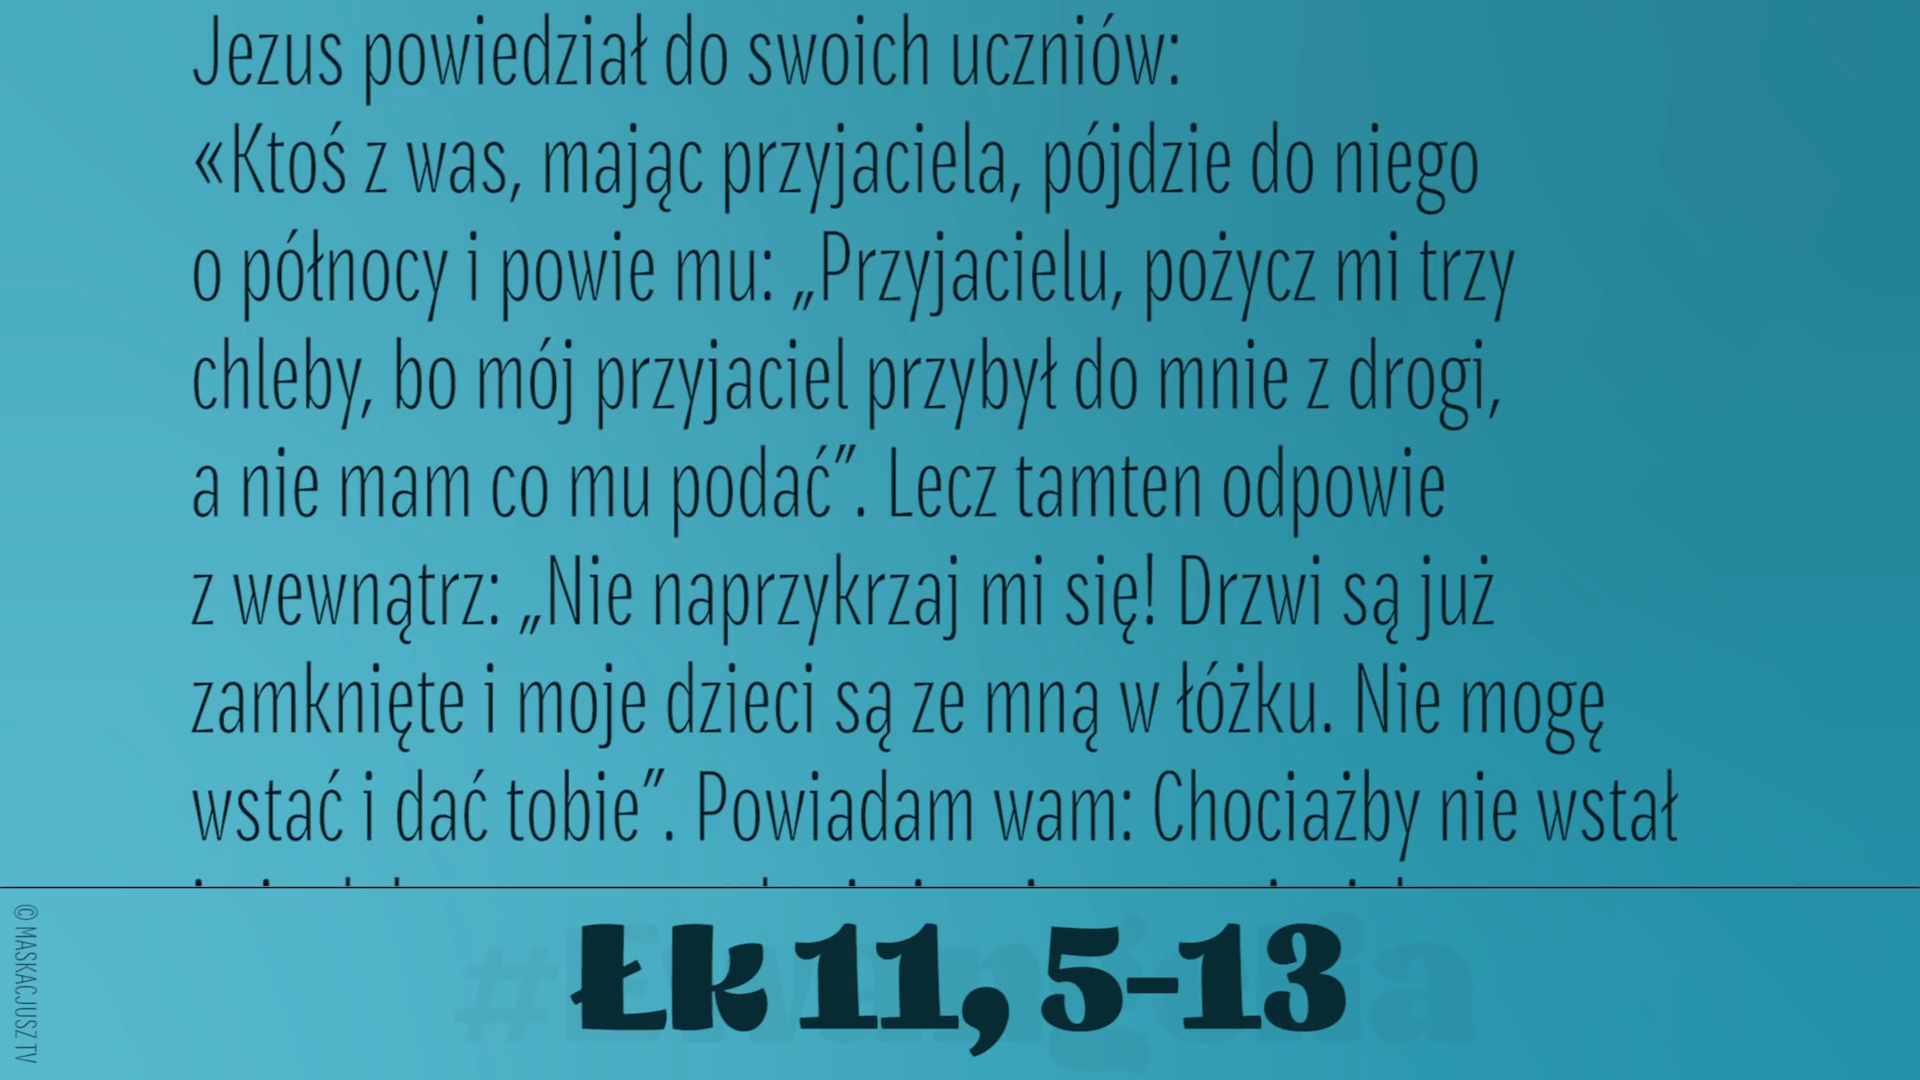 Jezus powiedział do swoich uczniów:
«Ktoś z was, mając przyjaciela, pójdzie do niego
o północy i powie mu: „Przyjacielu, pożycz mi trzy
chleby, bo mój przyjaciel przybył do mnie z drogi,
a nie mam co mu podać”. Lecz tamten odpowie
z wewnątrz: „Nie naprzykrzaj mi się! Drzwi są już
zamknięte i moje dzieci są ze mną w łóżku. Nie mogę
wstać i dać tobie”. Powiadam wam: Chociażby nie wstał
#Ewangelia
Łk 11, 5-13
© MASKACJUSZ TV